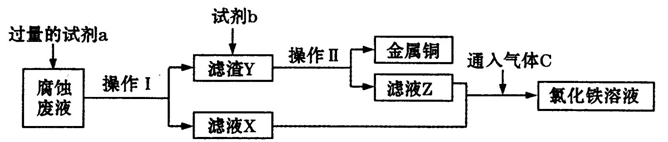 过量的试剂a
试剂b
腐蚀
废液
操作Ⅰ
滤渣Y
操作Ⅱ
金属铜
滤液Z
通入气体C
氯化铁溶液
滤液X